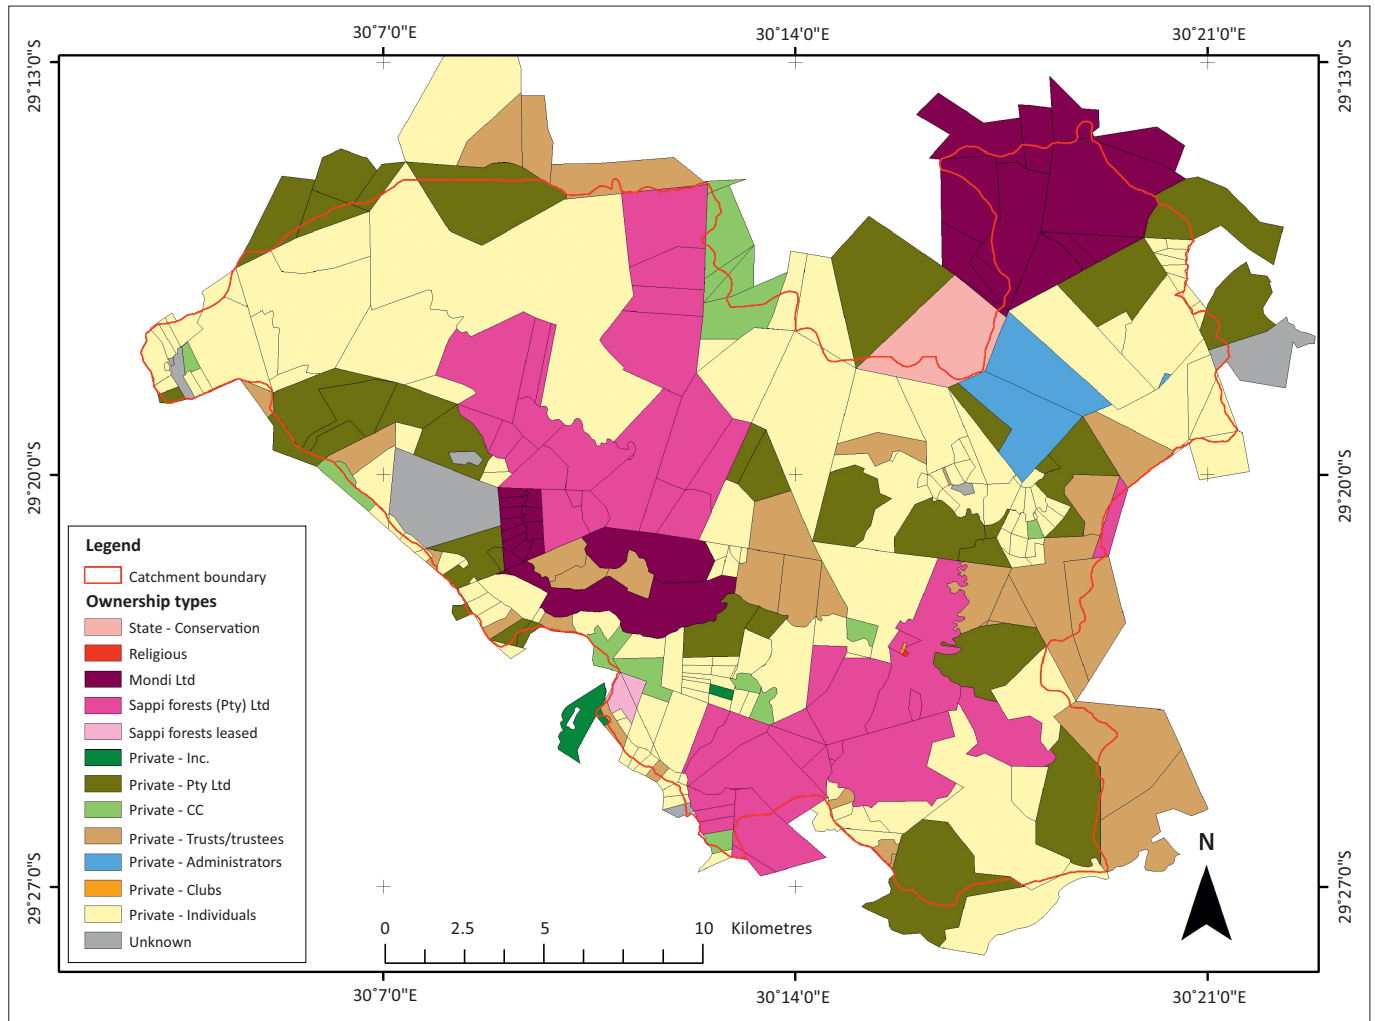 30°7'0"E 30°14'0"E 30°21'0"E
29°13'0"S 29°13'0"S
29°20'0"S 29°20'0"S
Legend
Catchment boundary
Ownership types
State - Conservation
Religious
Mondi Ltd
Sappi forests (Pty) Ltd
Sappi forests leased
Private - Inc.
Private - Pty Ltd
Private - CC
Private - Trusts/trustees
Private - Administrators
Private - Clubs
Private - Individuals
Unknown
N
29°27'0"S 29°27'0"S
0 2.5 5 10 Kilometres
30°7'0"E 30°14'0"E 30°21'0"E